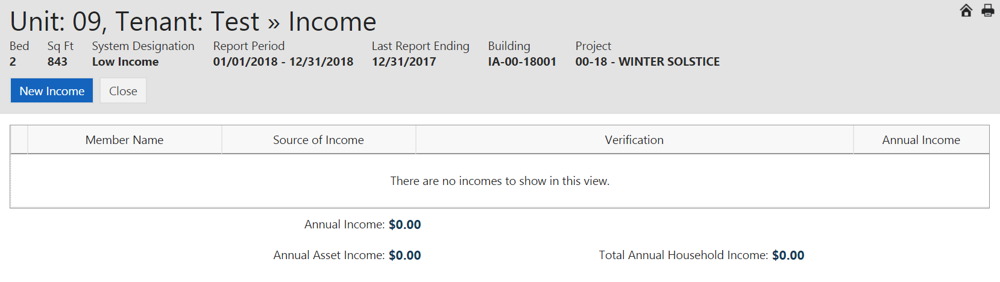 Unit: 09, Tenant: Test » Income
Bed Sq Ft System Designation Report Period Last Report Ending Building Project
2 843 Low Income 01/01/2018 - 12/31/2018 12/31/2017 IA-00-18001 00-18 - WINTER SOLSTICE
New Income Close
Member Name Source of Income Verification Annual Income
There are no incomes to show in this view.
Annual Income: $0.00
Annual Asset Income: $0.00 Total Annual Household Income: $0.00